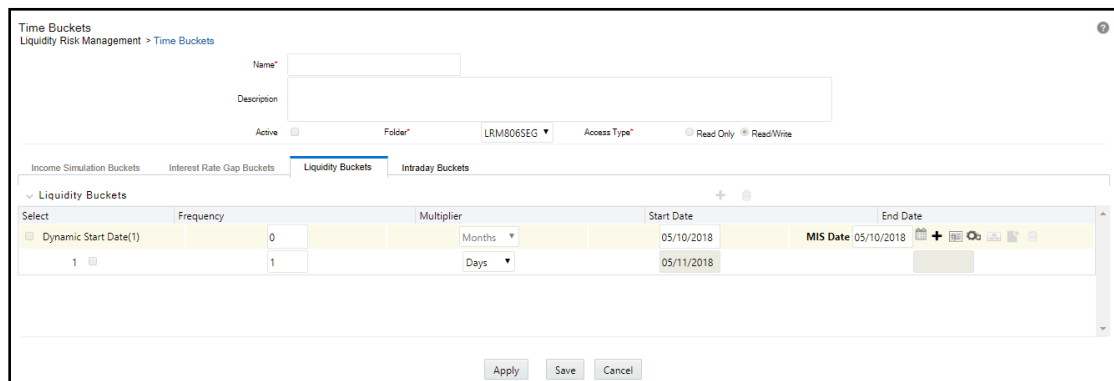 Time Buckets
Liquidity Risk Management > Time Buckets
Name*
Description
Active Folder* LRM806SEG Access Type* Read Only Read/Write
Income Simulation Buckets Interest Rate Gap Buckets Liquidity Buckets Intraday Buckets
Liquidity Buckets
Select Frequency Multiplier Start Date End Date
Dynamic Start Date(1) 0 Months 05/10/2018 MIS Date 05/10/2018
1 1 Days 05/11/2018
Apply Save Cancel